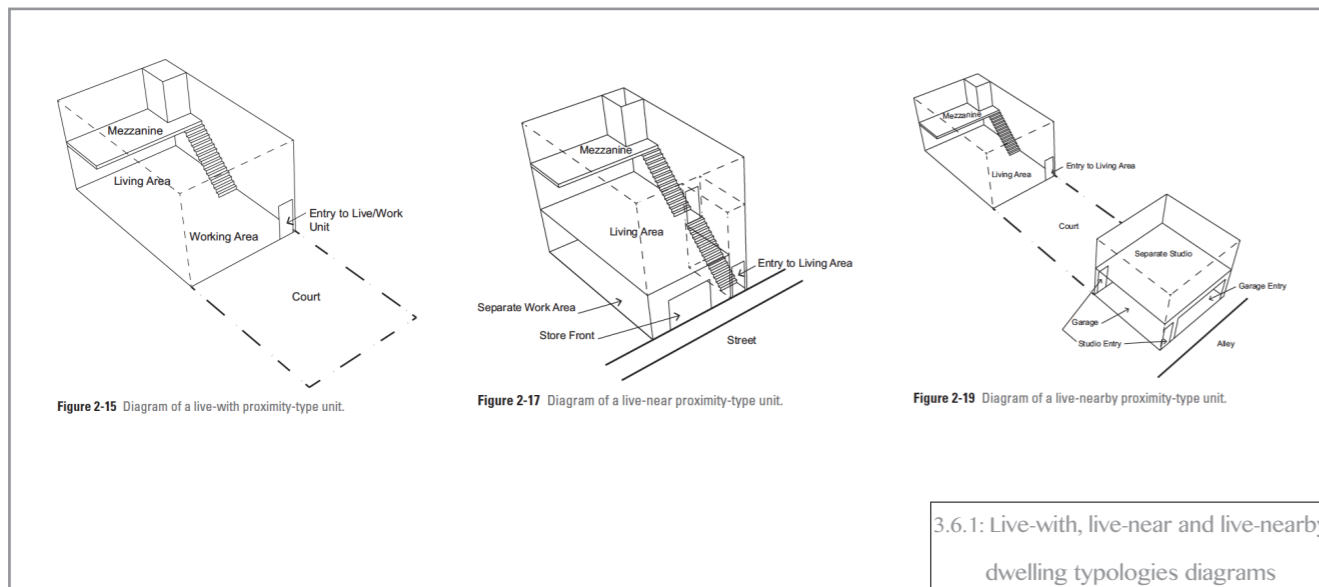 Mezzanine
Living Area
Working Area
Entry to Live/Work
Unit
Court
Figure 2-15 Diagram of a live-with proximity-type unit.
Mezzanine
Living Area
Entry to Living Area
Separate Work Area
Store Front
Street
Figure 2-17 Diagram of a live-near proximity-type unit.
Mezzanine
Living Area
Entry to Living Area
Court
Separate Studio
Garage Entry
Garage
Studio Entry
Alley
Figure 2-19 Diagram of a live-nearby proximity-type unit.
3.6.1: Live-with, live-near and live-nearby
dwelling typologies diagrams